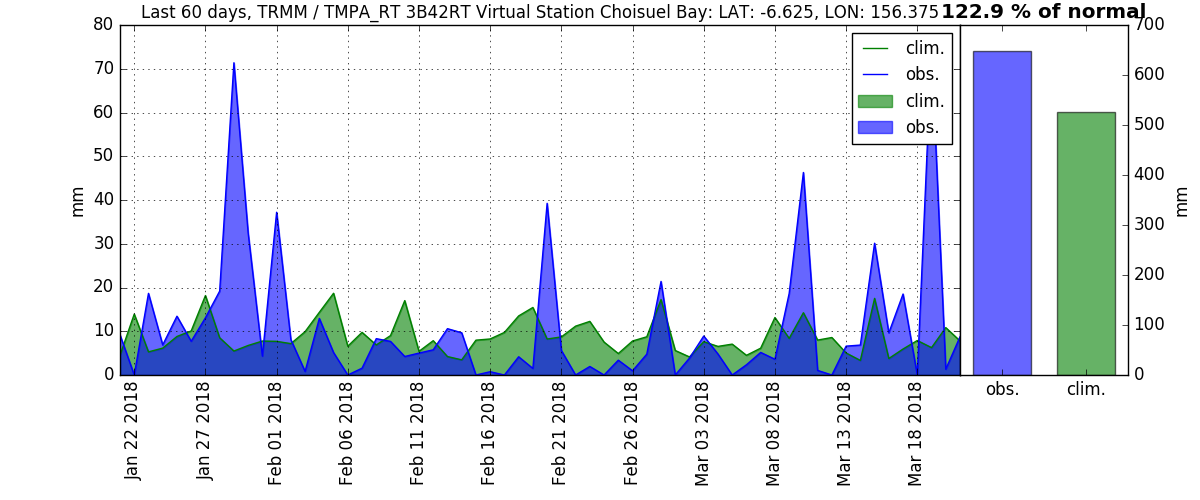 Last 60 days, TRMM / TMPA_RT 3B42RT Virtual Station Choisuel Bay: LAT: -6.625, LON: 156.375
122.9 % of normal
80
70
60
50
40
30
20
10
0
mm
clim.
obs.
clim.
obs.
Jan 22 2018
Jan 27 2018
Feb 01 2018
Feb 06 2018
Feb 11 2018
Feb 16 2018
Feb 21 2018
Feb 26 2018
Mar 03 2018
Mar 08 2018
Mar 13 2018
Mar 18 2018
700
600
500
400
300
200
100
0
mm
obs.
clim.